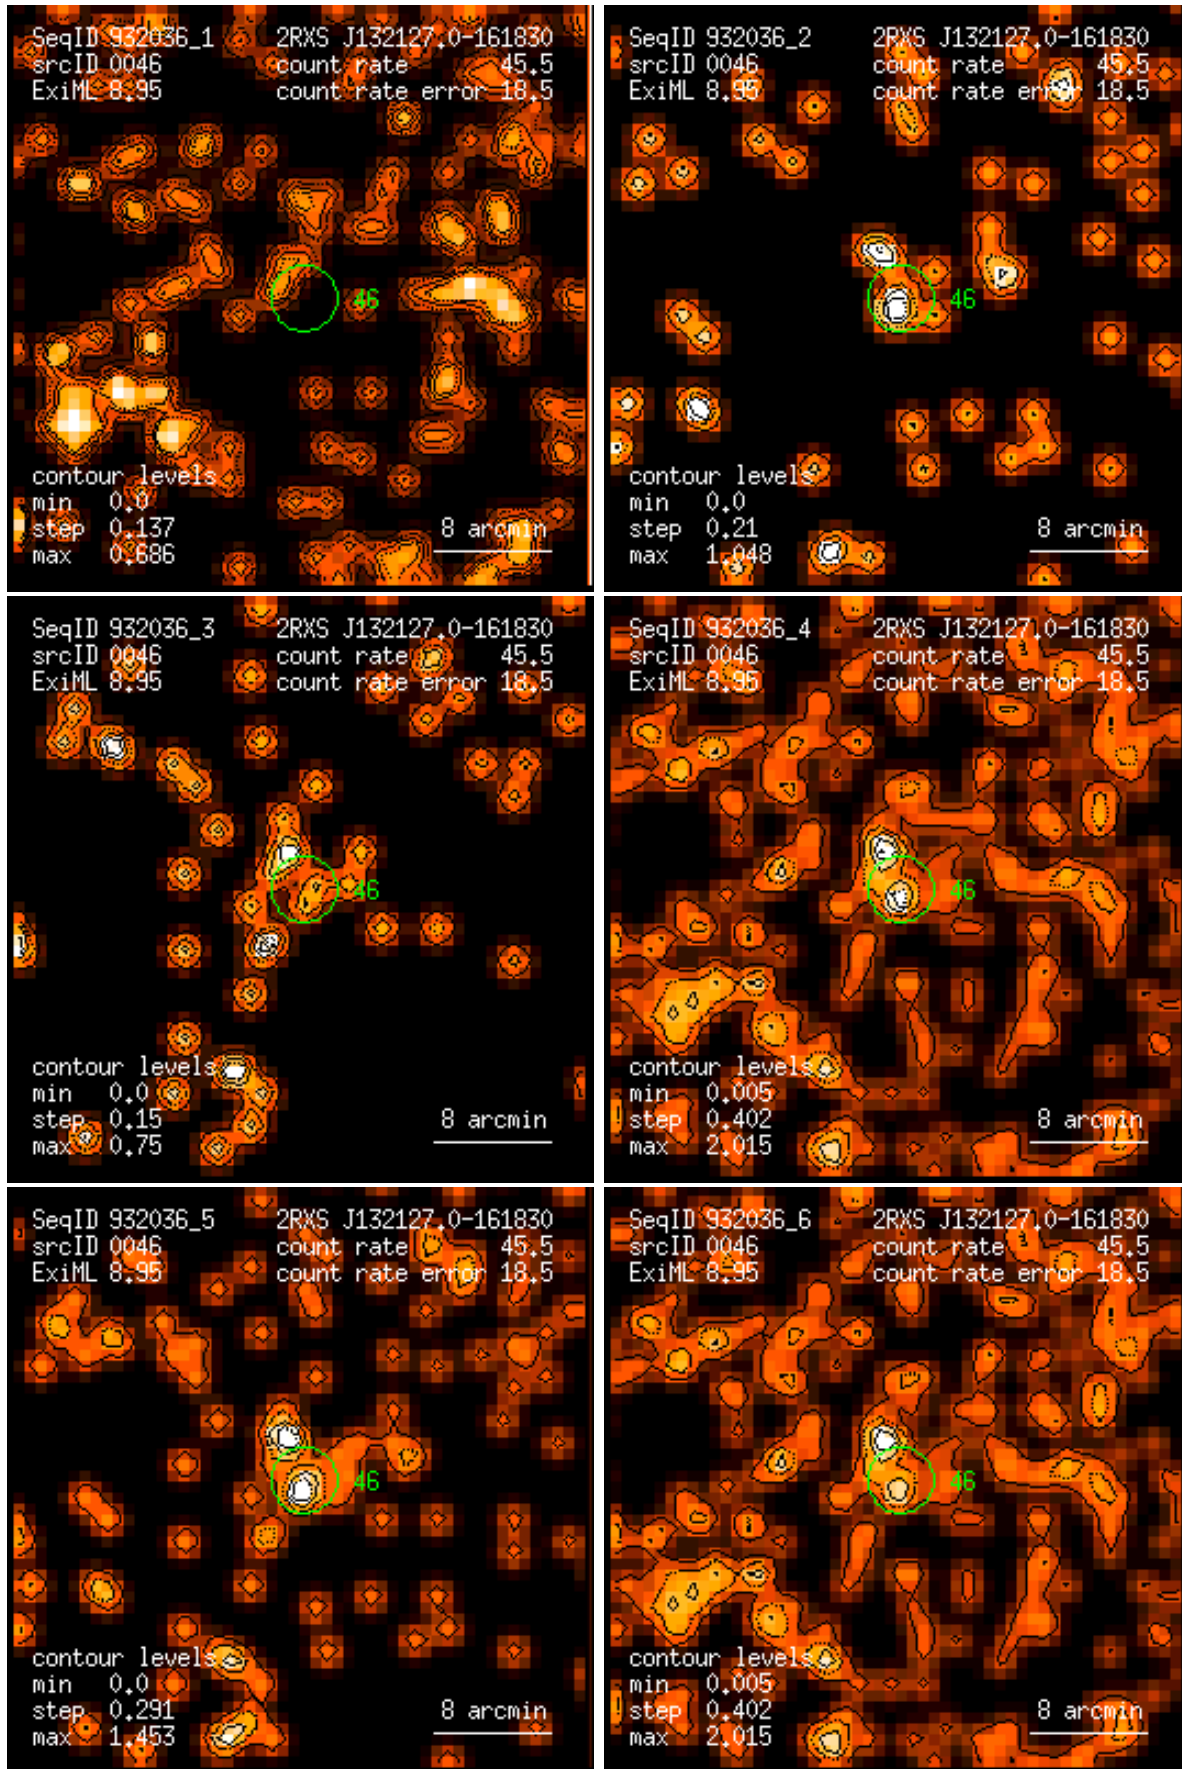 SeqID 932036_1 2RXS J132127.0-161830
srcID 0046 count rate 45.5
ExiML 8.95 count rate error 18.5
46
contour levels
min 0.0
step 0.137 8 arcmin
max 0.686
SeqID 932036_2 2RXS J132127.0-161830
srcID 0046 count rate 45.5
ExiML 8.95 count rate error 18.5
46
contour levels
min 0.0
step 0.21 8 arcmin
max 1.048
SeqID 932036_3 2RXS J132127.0-161830
srcID 0046 count rate 45.5
ExiML 8.95 count rate error 18.5
46
contour levels
min 0.0
step 0.15 8 arcmin
max 0.75
SeqID 932036_4 2RXS J132127.0-161830
srcID 0046 count rate 45.5
ExiML 8.95 count rate error 18.5
46
contour levels
min 0.005
step 0.402 8 arcmin
max 2.015
SeqID 932036_5 2RXS J132127.0-161830
srcID 0046 count rate 45.5
ExiML 8.95 count rate error 18.5
46
contour levels
min 0.0
step 0.291 8 arcmin
max 1.453
SeqID 932036_6 2RXS J132127.0-161830
srcID 0046 count rate 45.5
ExiML 8.95 count rate error 18.5
46
contour levels
min 0.005
step 0.402 8 arcmin
max 2.015